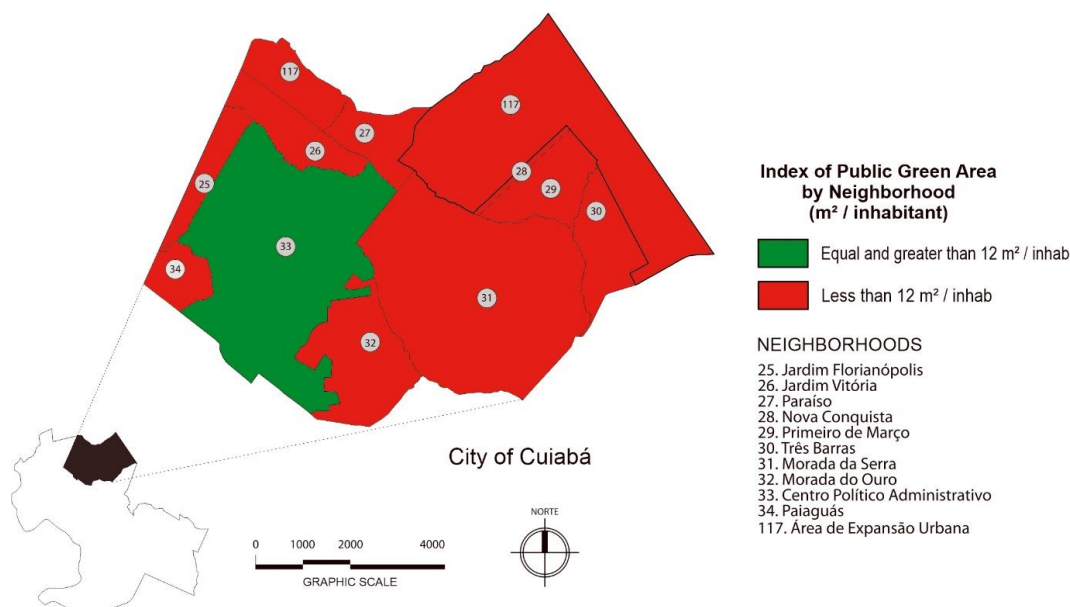 117
117
27
26
28
25
29
30
33
34
31
32
Index of Public Green Area
by Neighborhood
(m² / inhabitant)
Equal and greater than 12 m² / inhab
Less than 12 m² / inhab
NEIGHBORHOODS
25. Jardim Florianópolis
26. Jardim Vitória
27. Paraíso
28. Nova Conquista
29. Primeiro de Março
30. Três Barras
31. Morada da Serra
32. Morada do Ouro
33. Centro Político Administrativo
34. Paiaguás
117. Área de Expansão Urbana
City of Cuiabá
NORTE
0 1000 2000 4000
GRAPHIC SCALE